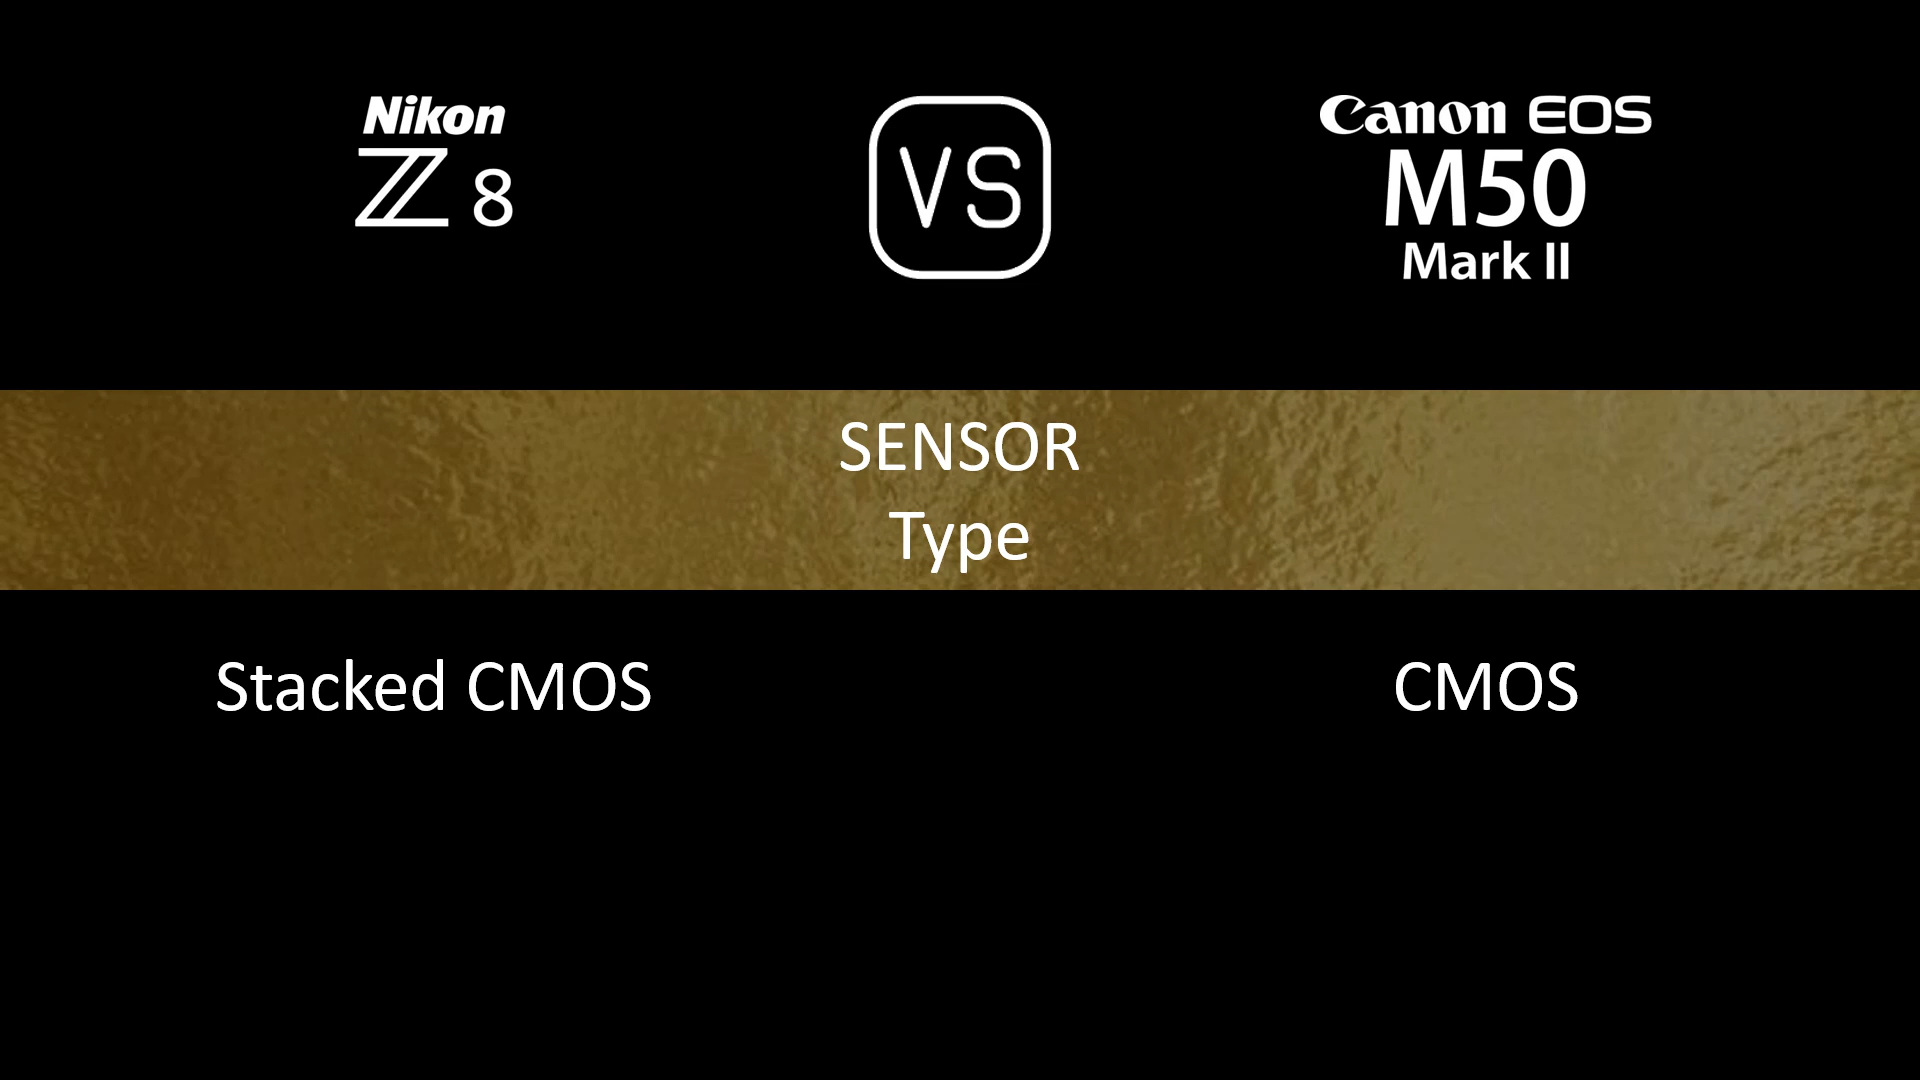 Nikon
Z 8
VS
Canon EOS
M50
Mark II
SENSOR
Type
Stacked CMOS
CMOS